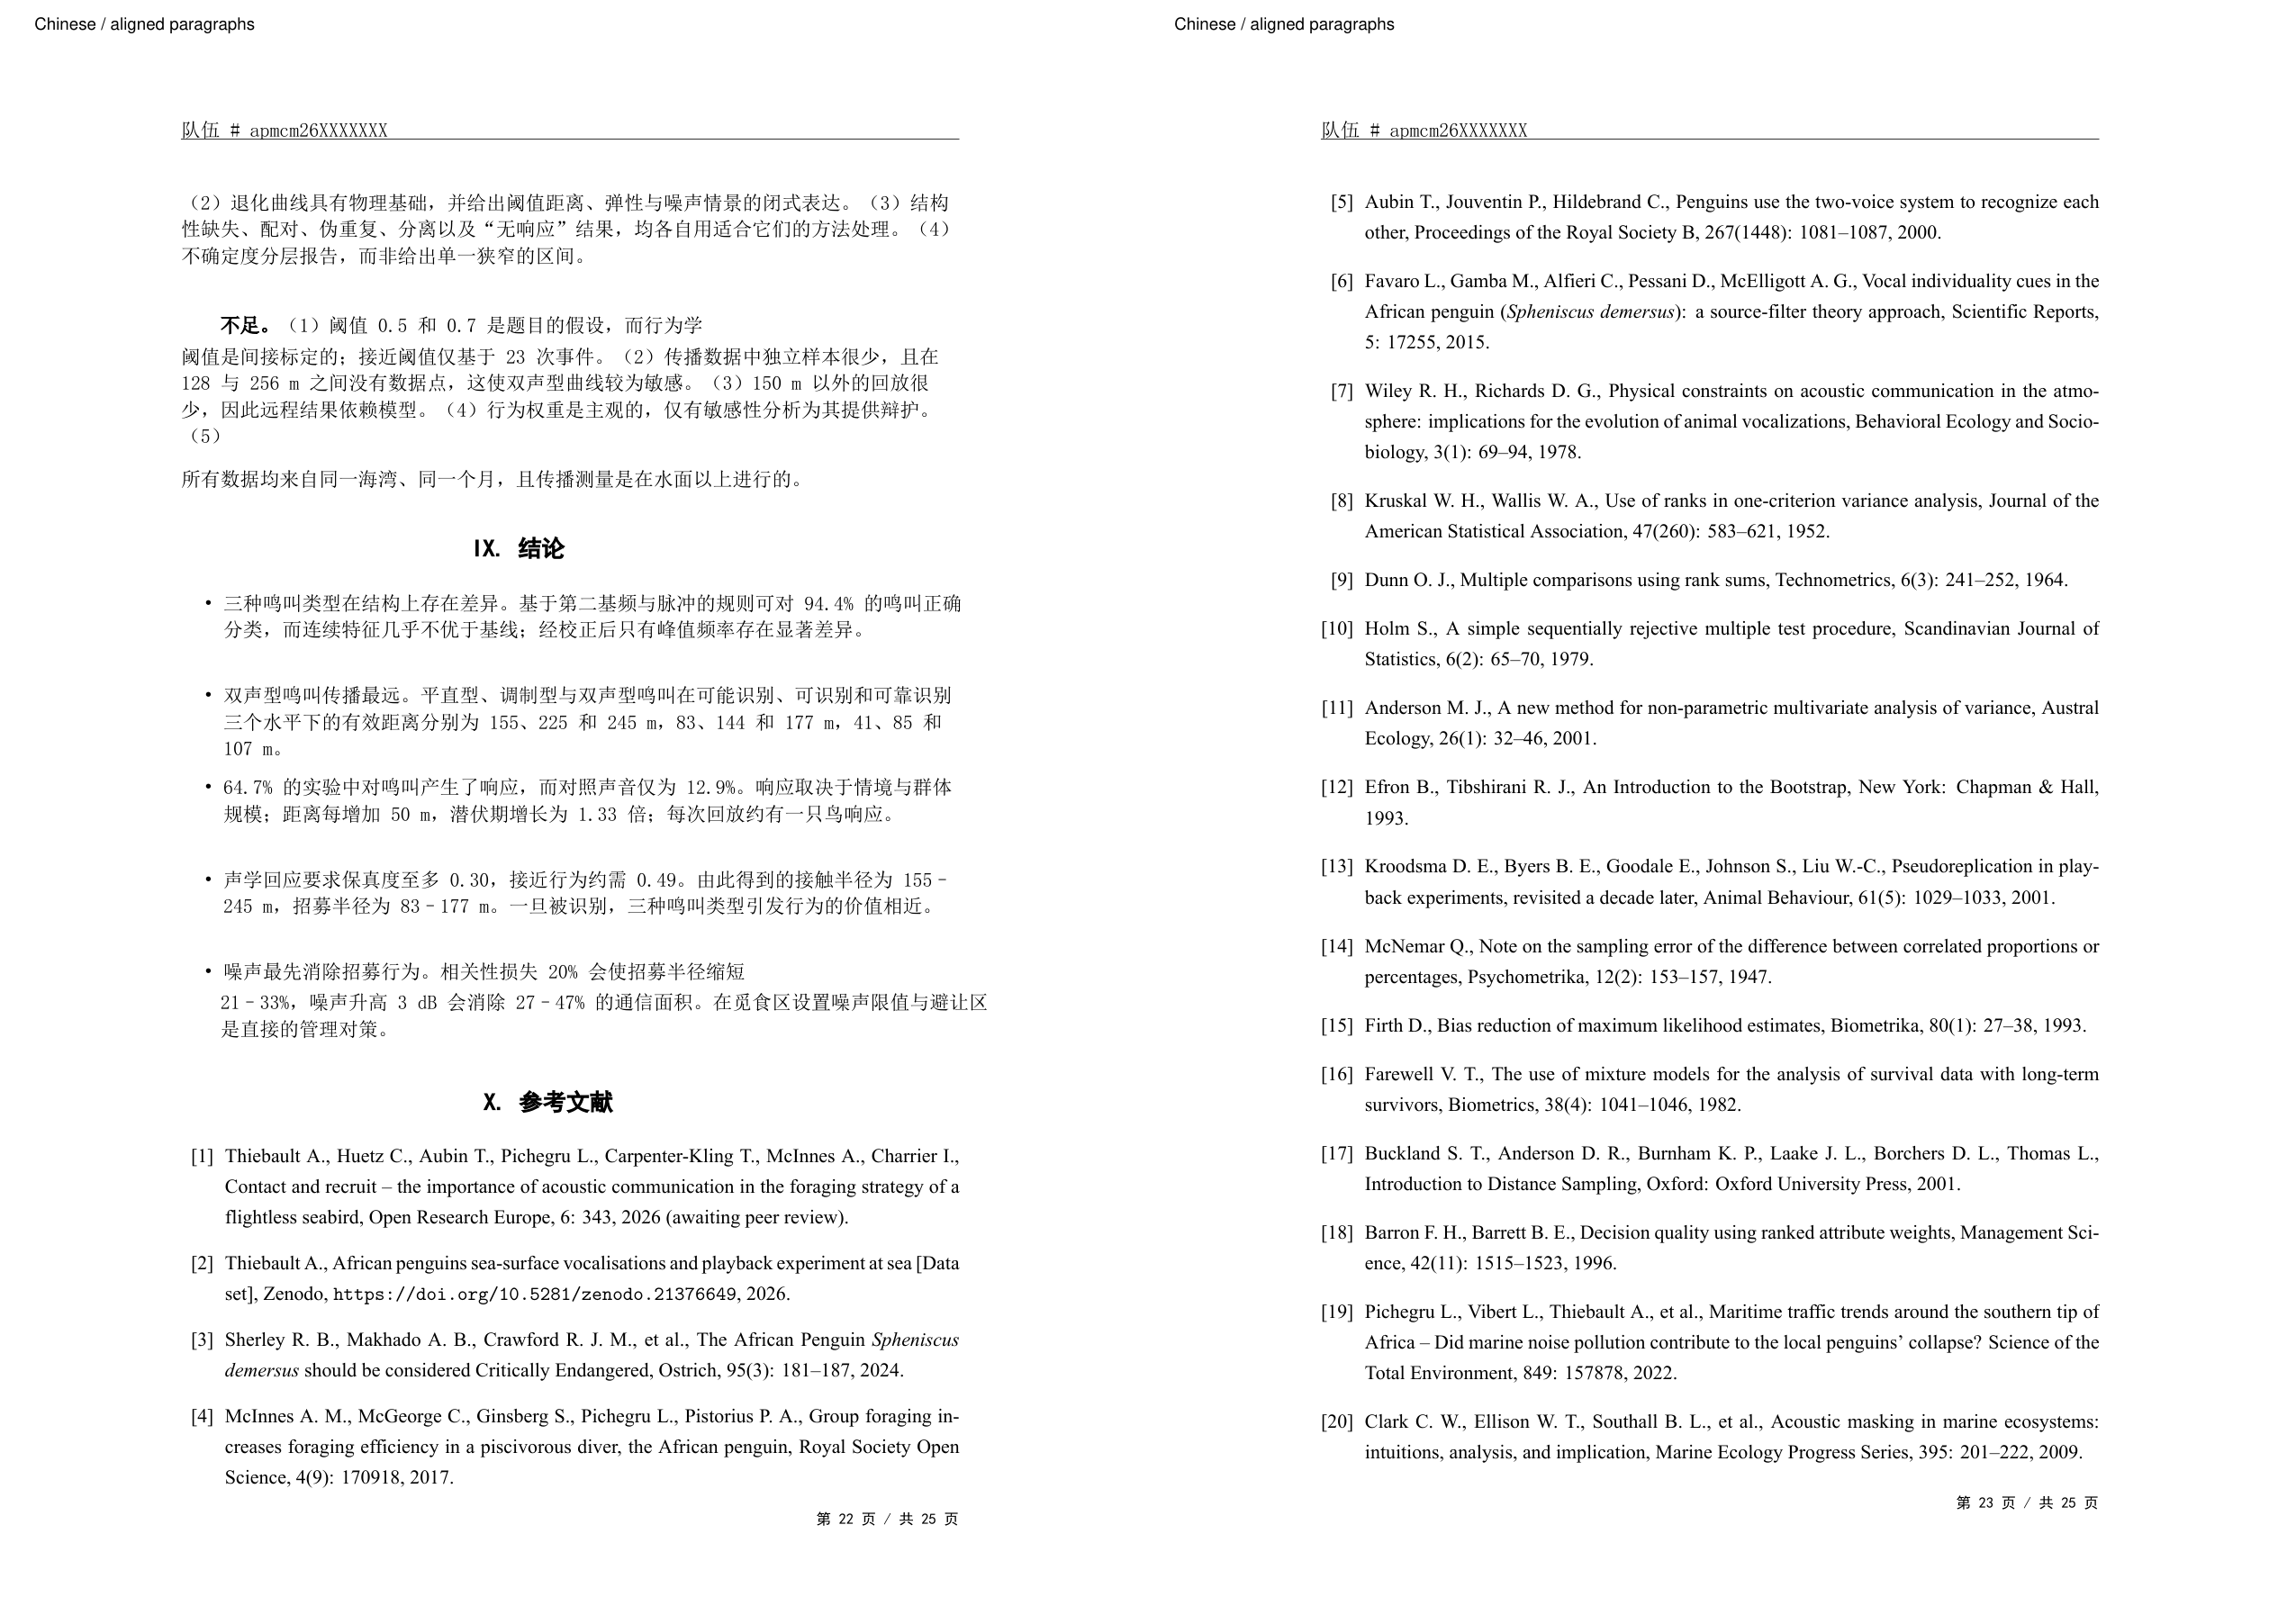 Chinese / aligned paragraphs
队伍 # apmcm26XXXXXXX
（2）退化曲线具有物理基础，并给出阈值距离、弹性与噪声情景的闭式表达。（3）结构
性缺失、配对、伪重复、分离以及“无响应”结果，均各自用适合它们的方法处理。（4）
不确定度分层报告，而非给出单一狭窄的区间。
不足。（1）阈值 0.5 和 0.7 是题目的假设，而行为学
阈值是间接标定的；接近阈值仅基于 23 次事件。（2）传播数据中独立样本很少，且在
128 与 256 m 之间没有数据点，这使双声型曲线较为敏感。（3）150 m 以外的回放很
少，因此远程结果依赖模型。（4）行为权重是主观的，仅有敏感性分析为其提供辩护。
（5）
所有数据均来自同一海湾、同一个月，且传播测量是在水面以上进行的。
IX. 结论
• 三种鸣叫类型在结构上存在差异。基于第二基频与脉冲的规则可对 94.4% 的鸣叫正确
分类，而连续特征几乎不优于基线；经校正后只有峰值频率存在显著差异。
• 双声型鸣叫传播最远。平直型、调制型与双声型鸣叫在可能识别、可识别和可靠识别
三个水平下的有效距离分别为 155、225 和 245 m，83、144 和 177 m，41、85 和
107 m。
• 64.7% 的实验中对鸣叫产生了响应，而对照声音仅为 12.9%。响应取决于情境与群体
规模；距离每增加 50 m，潜伏期增长为 1.33 倍；每次回放约有一只鸟响应。
• 声学回应要求保真度至多 0.30，接近行为约需 0.49。由此得到的接触半径为 155–
245 m，招募半径为 83–177 m。一旦被识别，三种鸣叫类型引发行为的价值相近。
• 噪声最先消除招募行为。相关性损失 20% 会使招募半径缩短
21–33%，噪声升高 3 dB 会消除 27–47% 的通信面积。在觅食区设置噪声限值与避让区
是直接的管理对策。
X. 参考文献
[1] Thiebault A., Huetz C., Aubin T., Pichegru L., Carpenter-Kling T., McInnes A., Charrier I.,
Contact and recruit – the importance of acoustic communication in the foraging strategy of a
flightless seabird, Open Research Europe, 6: 343, 2026 (awaiting peer review).
[2] Thiebault A., African penguins sea-surface vocalisations and playback experiment at sea [Data
set], Zenodo, https://doi.org/10.5281/zenodo.21376649, 2026.
[3] Sherley R. B., Makhado A. B., Crawford R. J. M., et al., The African Penguin Spheniscus
demersus should be considered Critically Endangered, Ostrich, 95(3): 181–187, 2024.
[4] McInnes A. M., McGeorge C., Ginsberg S., Pichegru L., Pistorius P. A., Group foraging in-
creases foraging efficiency in a piscivorous diver, the African penguin, Royal Society Open
Science, 4(9): 170918, 2017.
第 22 页 / 共 25 页
Chinese / aligned paragraphs
队伍 # apmcm26XXXXXXX
[5] Aubin T., Jouventin P., Hildebrand C., Penguins use the two-voice system to recognize each
other, Proceedings of the Royal Society B, 267(1448): 1081–1087, 2000.
[6] Favaro L., Gamba M., Alfieri C., Pessani D., McElligott A. G., Vocal individuality cues in the
African penguin (Spheniscus demersus): a source-filter theory approach, Scientific Reports,
5: 17255, 2015.
[7] Wiley R. H., Richards D. G., Physical constraints on acoustic communication in the atmo-
sphere: implications for the evolution of animal vocalizations, Behavioral Ecology and Socio-
biology, 3(1): 69–94, 1978.
[8] Kruskal W. H., Wallis W. A., Use of ranks in one-criterion variance analysis, Journal of the
American Statistical Association, 47(260): 583–621, 1952.
[9] Dunn O. J., Multiple comparisons using rank sums, Technometrics, 6(3): 241–252, 1964.
[10] Holm S., A simple sequentially rejective multiple test procedure, Scandinavian Journal of
Statistics, 6(2): 65–70, 1979.
[11] Anderson M. J., A new method for non-parametric multivariate analysis of variance, Austral
Ecology, 26(1): 32–46, 2001.
[12] Efron B., Tibshirani R. J., An Introduction to the Bootstrap, New York: Chapman & Hall,
1993.
[13] Kroodsma D. E., Byers B. E., Goodale E., Johnson S., Liu W.-C., Pseudoreplication in play-
back experiments, revisited a decade later, Animal Behaviour, 61(5): 1029–1033, 2001.
[14] McNemar Q., Note on the sampling error of the difference between correlated proportions or
percentages, Psychometrika, 12(2): 153–157, 1947.
[15] Firth D., Bias reduction of maximum likelihood estimates, Biometrika, 80(1): 27–38, 1993.
[16] Farewell V. T., The use of mixture models for the analysis of survival data with long-term
survivors, Biometrics, 38(4): 1041–1046, 1982.
[17] Buckland S. T., Anderson D. R., Burnham K. P., Laake J. L., Borchers D. L., Thomas L.,
Introduction to Distance Sampling, Oxford: Oxford University Press, 2001.
[18] Barron F. H., Barrett B. E., Decision quality using ranked attribute weights, Management Sci-
ence, 42(11): 1515–1523, 1996.
[19] Pichegru L., Vibert L., Thiebault A., et al., Maritime traffic trends around the southern tip of
Africa – Did marine noise pollution contribute to the local penguins’ collapse? Science of the
Total Environment, 849: 157878, 2022.
[20] Clark C. W., Ellison W. T., Southall B. L., et al., Acoustic masking in marine ecosystems:
intuitions, analysis, and implication, Marine Ecology Progress Series, 395: 201–222, 2009.
第 23 页 / 共 25 页